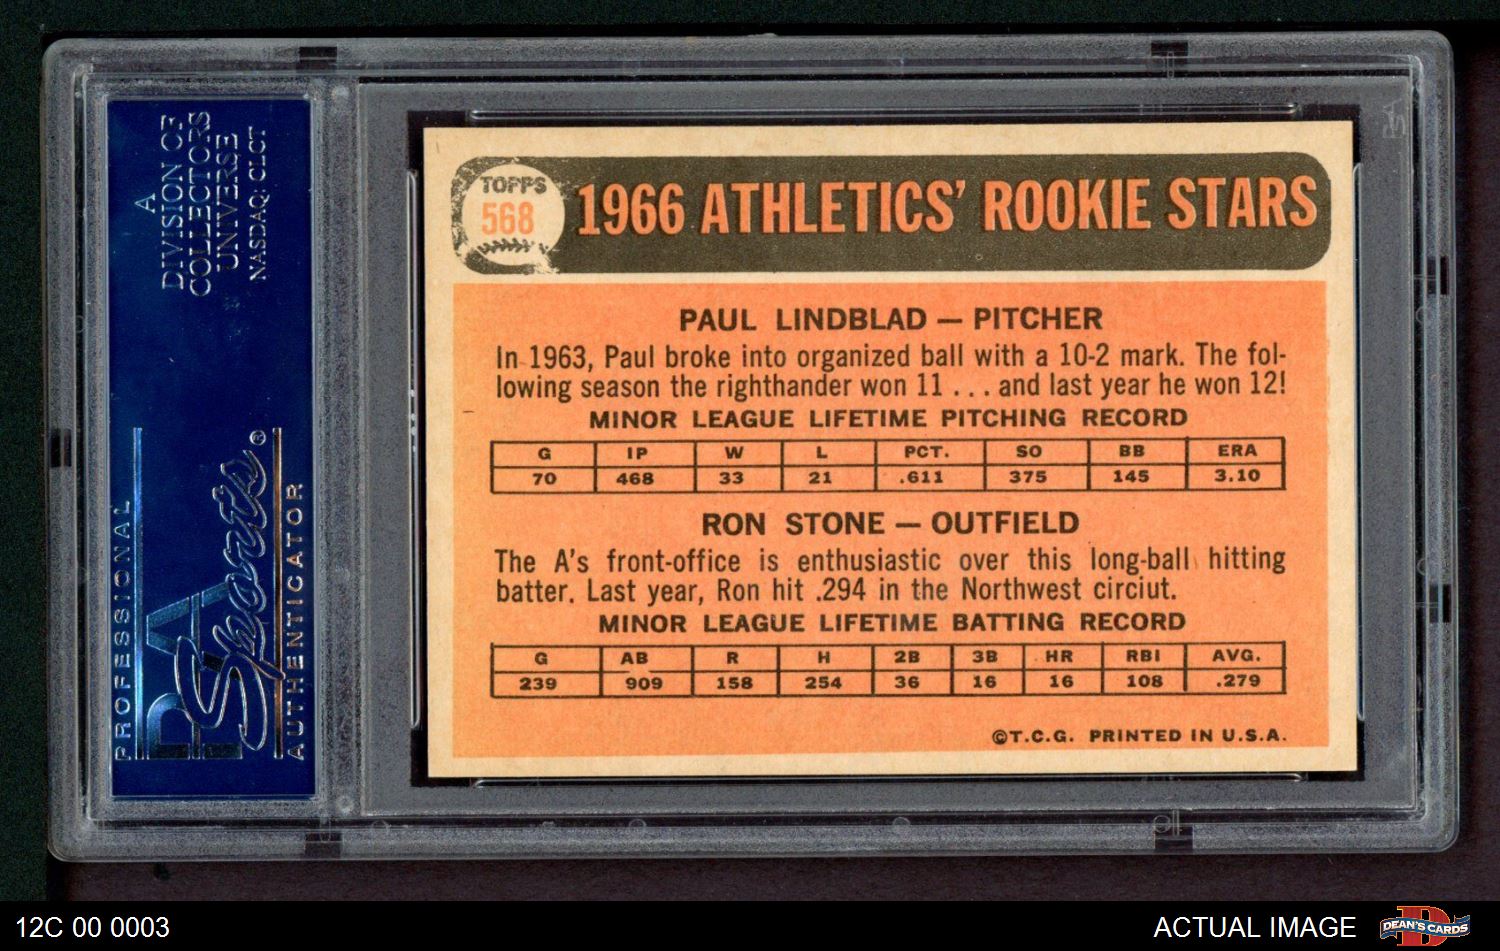 A
DIVISION OF
COLLECTORS
UNIVERSE
NASDAQ: CLCT
PROFESSIONAL
PSA
Sports®
AUTHENTICATOR
TOPPS
568
1966 ATHLETICS' ROOKIE STARS
PAUL LINDBLAD — PITCHER
In 1963, Paul broke into organized ball with a 10-2 mark. The fol-
lowing season the righthander won 11 . . . and last year he won 12!
MINOR LEAGUE LIFETIME PITCHING RECORD
G IP W L PCT. SO BB ERA
70 468 33 21 .611 375 145 3.10
RON STONE — OUTFIELD
The A's front-office is enthusiastic over this long-ball hitting
batter. Last year, Ron hit .294 in the Northwest circiut.
MINOR LEAGUE LIFETIME BATTING RECORD
G AB R H 2B 3B HR RBI AVG.
239 909 158 254 36 16 16 108 .279
©T.C.G. PRINTED IN U.S.A.
12C 00 0003
ACTUAL IMAGE
DEAN'S CARDS